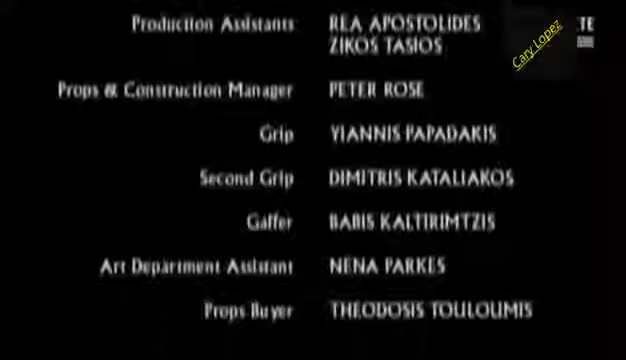 Production Assistants REA APOSTOLIDES
ZIKOS TASIOS
Props & Construction Manager PETER ROSE
Grip YIANNIS PAPADAKIS
Second Grip DIMITRIS KATALIAKOS
Gaffer BABIS KALTIRIMTZIS
Art Department Assistant NENA PARKES
Props Buyer THEODOSIS TOULOUMIS
Cary Lopez
TE